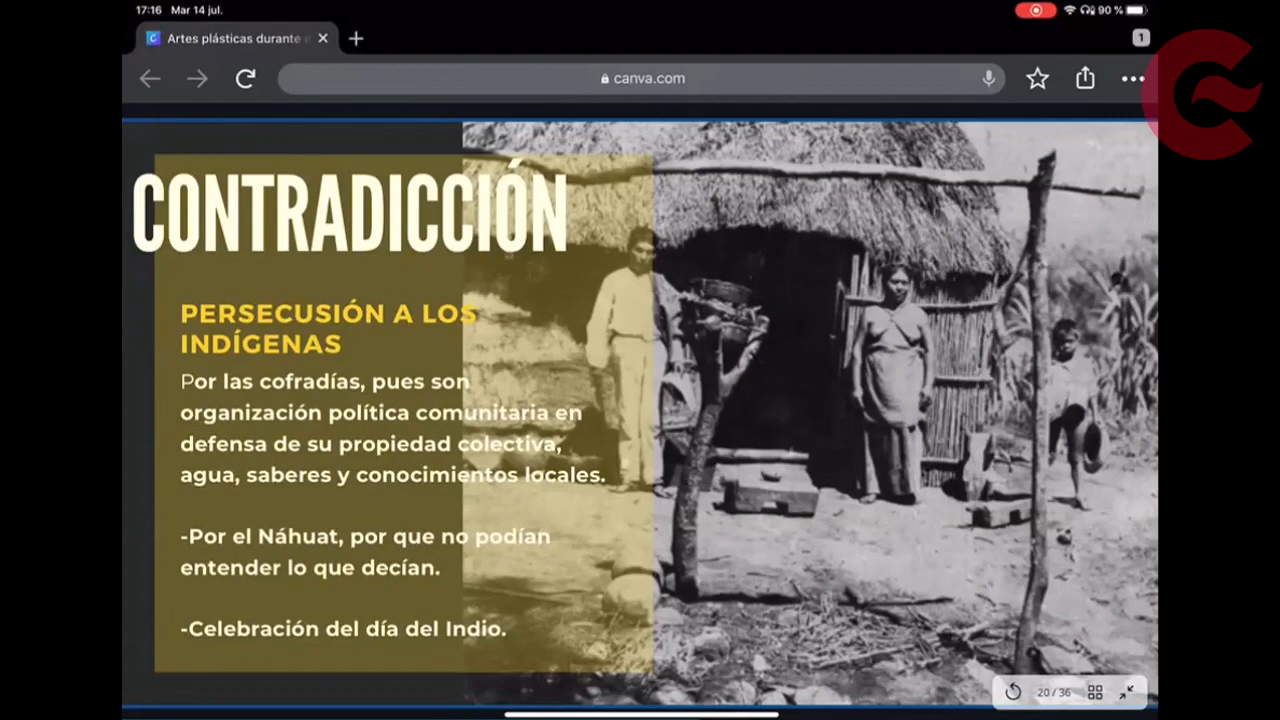 17:16 Mar 14 jul.
90 %
Artes plásticas durante
1
canva.com
CONTRADICCIÓN
PERSECUSIÓN A LOS
INDÍGENAS
Por las cofradías, pues son
organización política comunitaria en
defensa de su propiedad colectiva,
agua, saberes y conocimientos locales.
-Por el Náhuat, por que no podían
entender lo que decían.
-Celebración del día del Indio.
20 / 36